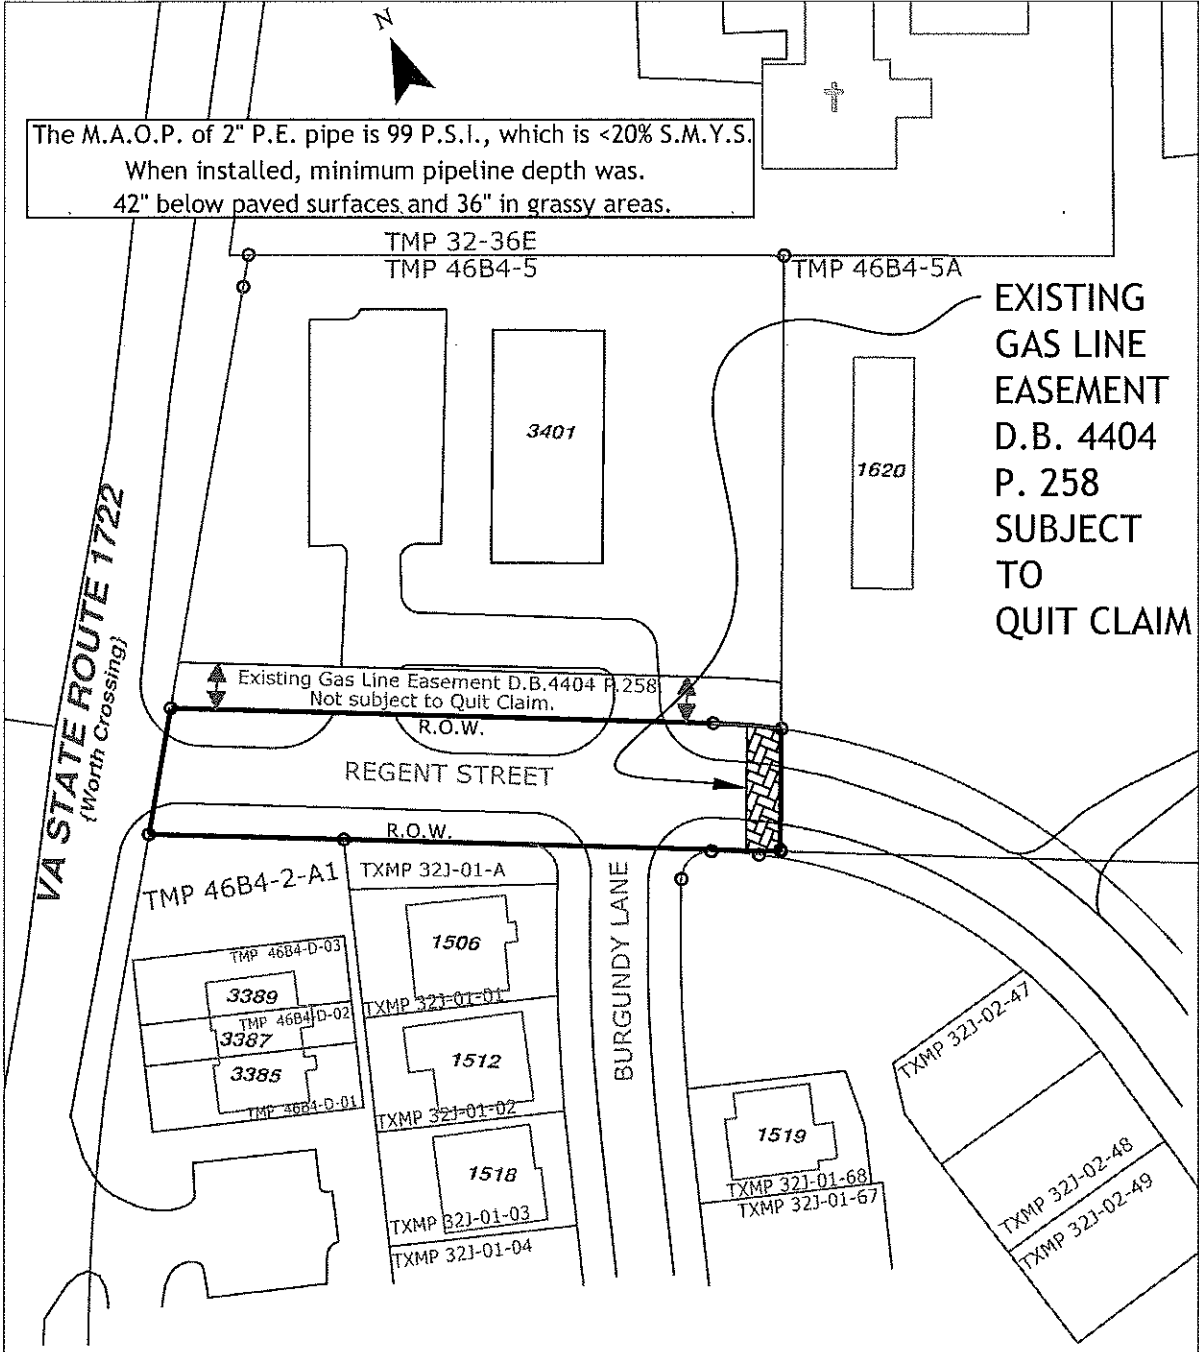 N
The M.A.O.P. of 2" P.E. pipe is 99 P.S.I., which is <20% S.M.Y.S.
When installed, minimum pipeline depth was.
42" below paved surfaces and 36" in grassy areas.
TMP 32-36E
TMP 46B4-5
TMP 46B4-5A
EXISTING
GAS LINE
EASEMENT
D.B. 4404
P. 258
SUBJECT
TO
QUIT CLAIM
3401
1620
VA STATE ROUTE 1722
{Worth Crossing}
Existing Gas Line Easement D.B.4404 P.258
Not subject to Quit Claim.
R.O.W.
REGENT STREET
R.O.W.
TMP 46B4-2-A1
TXMP 32J-01-A
BURGUNDY LANE
1506
TMP 46B4-D-03
3389
TXMP 32J-01-01
TMP 46B4-D-02
3387
1512
3385
TMP 46B4-D-01
TXMP 32J-01-02
1518
TXMP 32J-01-03
TXMP 32J-01-04
1519
TXMP 32J-01-68
TXMP 32J-01-67
TXMP 32J-02-47
TXMP 32J-02-48
TXMP 32J-02-49